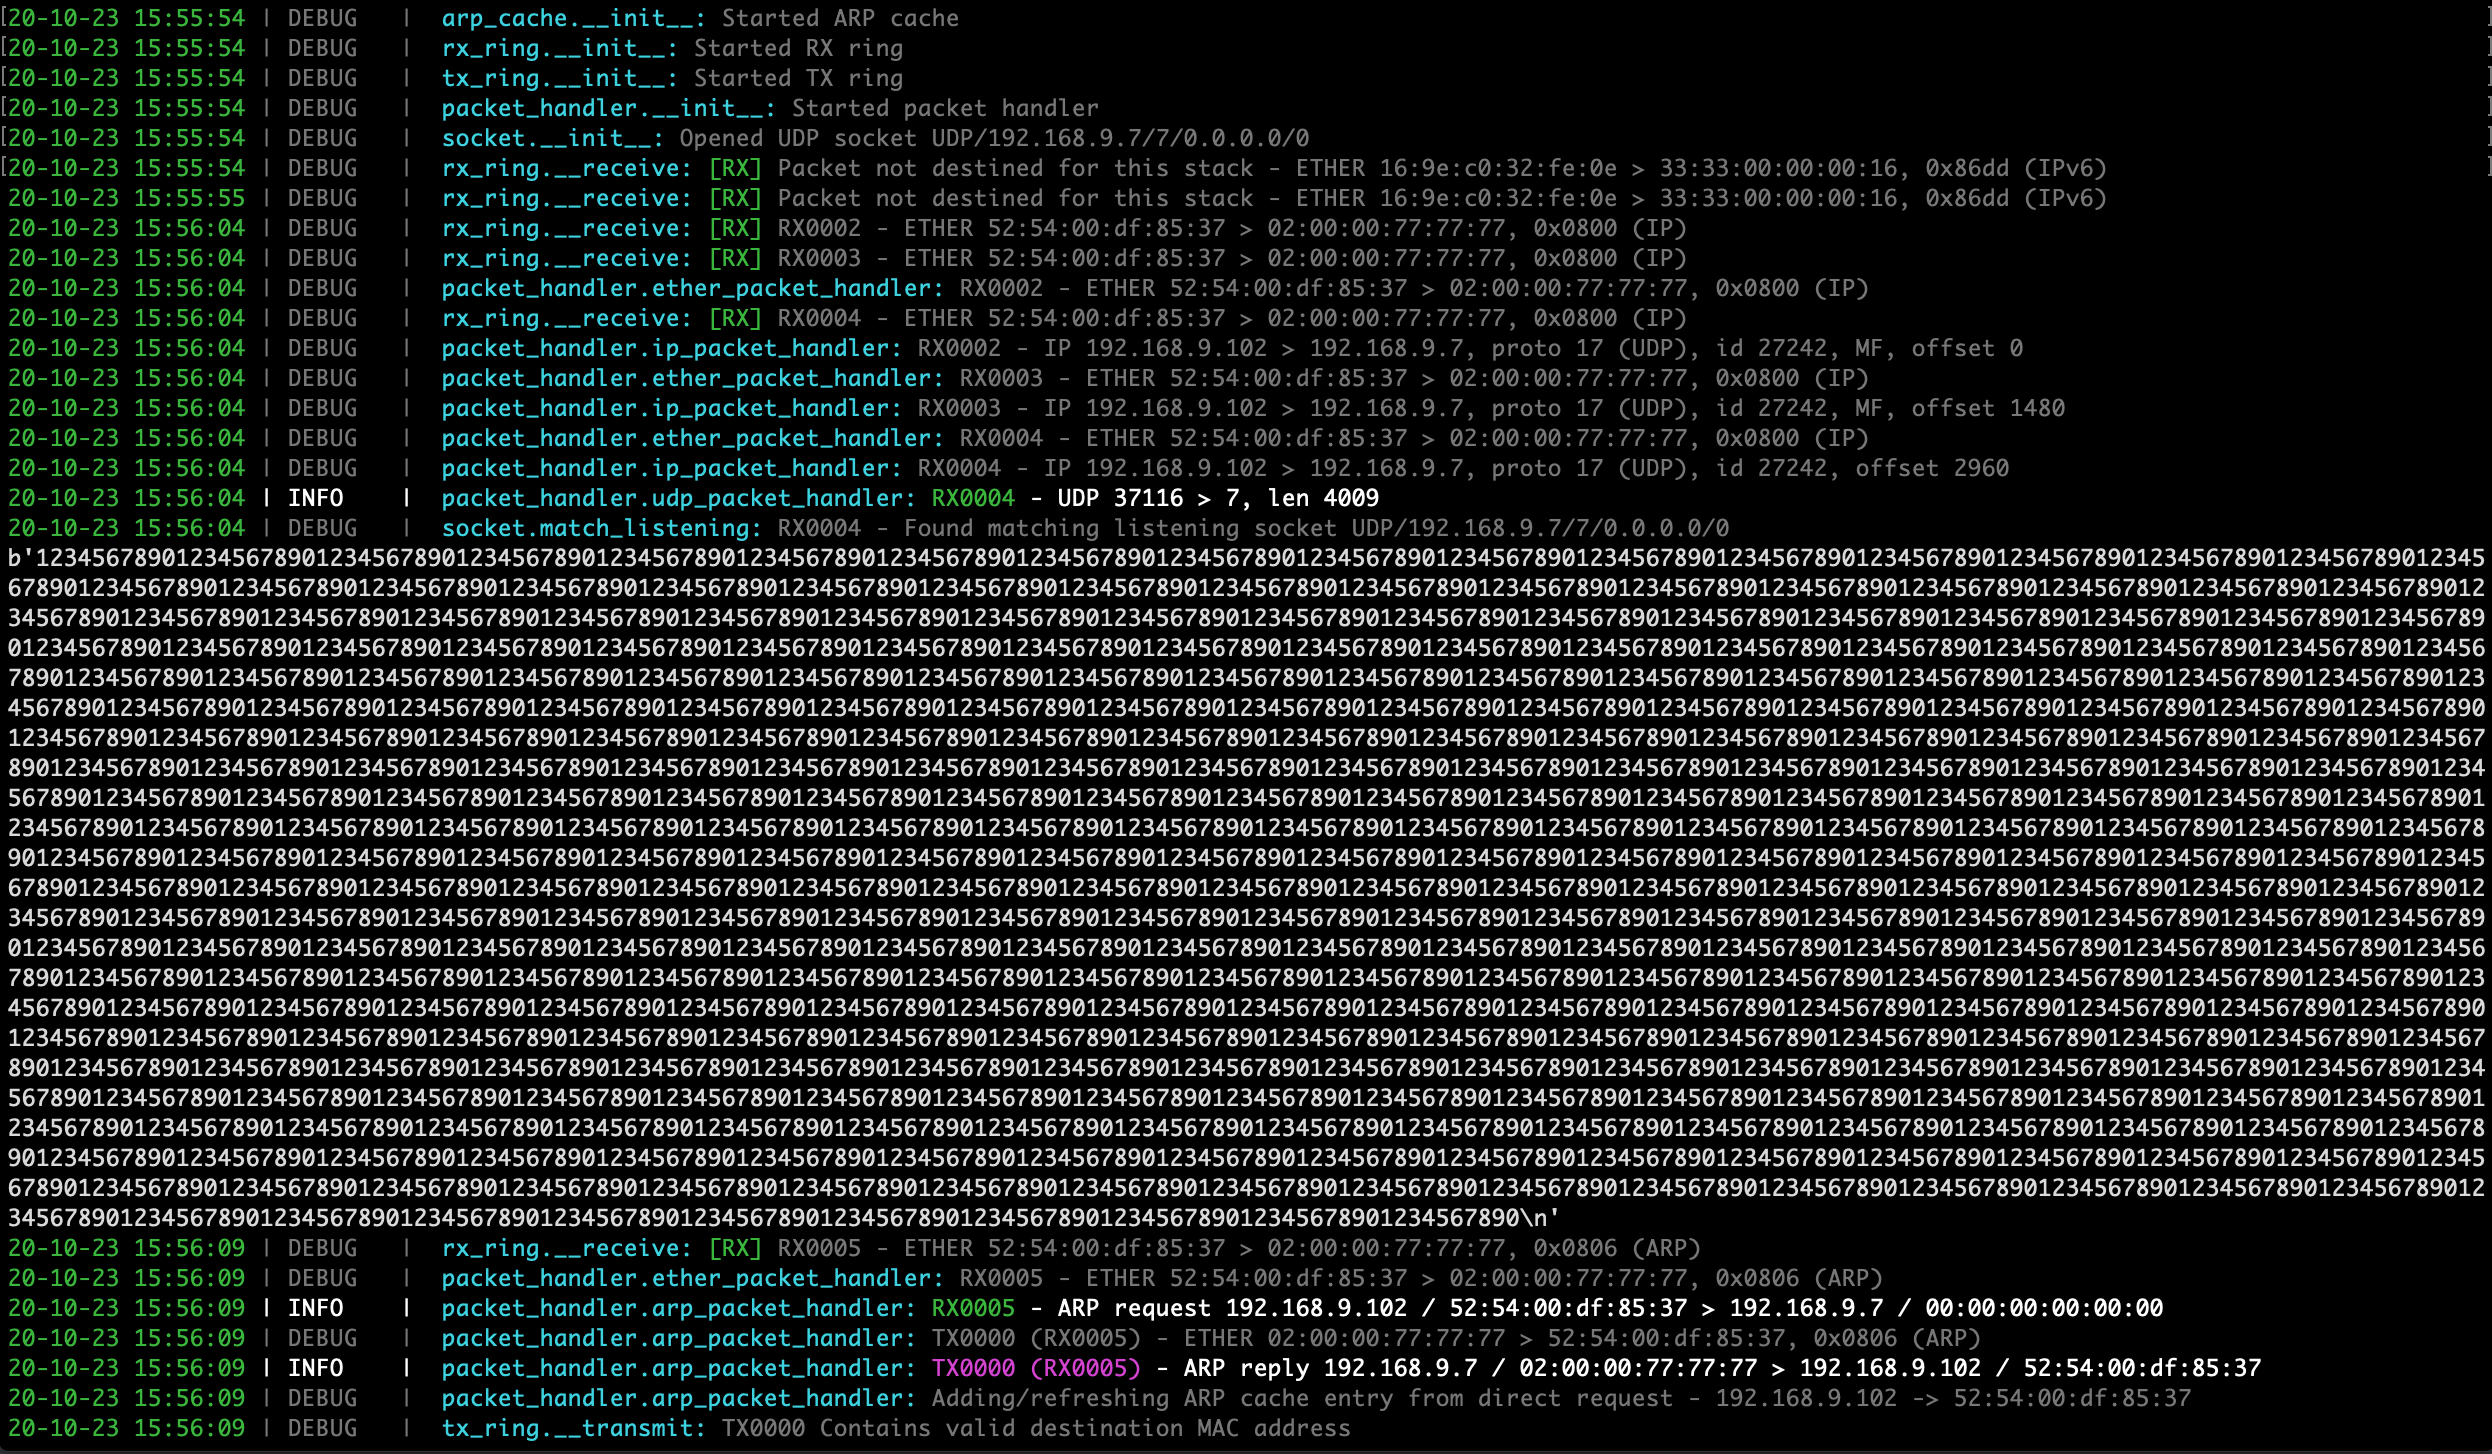 20-10-23 15:55:54 | DEBUG   |  arp_cache.__init__: Started ARP cache
20-10-23 15:55:54 | DEBUG   |  rx_ring.__init__: Started RX ring
20-10-23 15:55:54 | DEBUG   |  tx_ring.__init__: Started TX ring
20-10-23 15:55:54 | DEBUG   |  packet_handler.__init__: Started packet handler
20-10-23 15:55:54 | DEBUG   |  socket.__init__: Opened UDP socket UDP/192.168.9.7/7/0.0.0.0/0
20-10-23 15:55:54 | DEBUG   |  rx_ring.__receive: [RX] Packet not destined for this stack - ETHER 16:9e:c0:32:fe:0e > 33:33:00:00:00:16, 0x86dd (IPv6)
20-10-23 15:55:55 | DEBUG   |  rx_ring.__receive: [RX] Packet not destined for this stack - ETHER 16:9e:c0:32:fe:0e > 33:33:00:00:00:16, 0x86dd (IPv6)
20-10-23 15:56:04 | DEBUG   |  rx_ring.__receive: [RX] RX0002 - ETHER 52:54:00:df:85:37 > 02:00:00:77:77:77, 0x0800 (IP)
20-10-23 15:56:04 | DEBUG   |  rx_ring.__receive: [RX] RX0003 - ETHER 52:54:00:df:85:37 > 02:00:00:77:77:77, 0x0800 (IP)
20-10-23 15:56:04 | DEBUG   |  packet_handler.ether_packet_handler: RX0002 - ETHER 52:54:00:df:85:37 > 02:00:00:77:77:77, 0x0800 (IP)
20-10-23 15:56:04 | DEBUG   |  rx_ring.__receive: [RX] RX0004 - ETHER 52:54:00:df:85:37 > 02:00:00:77:77:77, 0x0800 (IP)
20-10-23 15:56:04 | DEBUG   |  packet_handler.ip_packet_handler: RX0002 - IP 192.168.9.102 > 192.168.9.7, proto 17 (UDP), id 27242, MF, offset 0
20-10-23 15:56:04 | DEBUG   |  packet_handler.ether_packet_handler: RX0003 - ETHER 52:54:00:df:85:37 > 02:00:00:77:77:77, 0x0800 (IP)
20-10-23 15:56:04 | DEBUG   |  packet_handler.ip_packet_handler: RX0003 - IP 192.168.9.102 > 192.168.9.7, proto 17 (UDP), id 27242, MF, offset 1480
20-10-23 15:56:04 | DEBUG   |  packet_handler.ether_packet_handler: RX0004 - ETHER 52:54:00:df:85:37 > 02:00:00:77:77:77, 0x0800 (IP)
20-10-23 15:56:04 | DEBUG   |  packet_handler.ip_packet_handler: RX0004 - IP 192.168.9.102 > 192.168.9.7, proto 17 (UDP), id 27242, offset 2960
20-10-23 15:56:04 | INFO    |  packet_handler.udp_packet_handler: RX0004 - UDP 37116 > 7, len 4009
20-10-23 15:56:04 | DEBUG   |  socket.match_listening: RX0004 - Found matching listening socket UDP/192.168.9.7/7/0.0.0.0/0
b'1234567890123456789012345678901234567890123456789012345678901234567890123456789012345678901234567890123456789012345678901234567890123456789012345678901234567890123456789012345
678901234567890123456789012345678901234567890123456789012345678901234567890123456789012345678901234567890123456789012345678901234567890123456789012345678901234567890123456789012
345678901234567890123456789012345678901234567890123456789012345678901234567890123456789012345678901234567890123456789012345678901234567890123456789012345678901234567890123456789
012345678901234567890123456789012345678901234567890123456789012345678901234567890123456789012345678901234567890123456789012345678901234567890123456789012345678901234567890123456
789012345678901234567890123456789012345678901234567890123456789012345678901234567890123456789012345678901234567890123456789012345678901234567890123456789012345678901234567890123
456789012345678901234567890123456789012345678901234567890123456789012345678901234567890123456789012345678901234567890123456789012345678901234567890123456789012345678901234567890
123456789012345678901234567890123456789012345678901234567890123456789012345678901234567890123456789012345678901234567890123456789012345678901234567890123456789012345678901234567
890123456789012345678901234567890123456789012345678901234567890123456789012345678901234567890123456789012345678901234567890123456789012345678901234567890123456789012345678901234
567890123456789012345678901234567890123456789012345678901234567890123456789012345678901234567890123456789012345678901234567890123456789012345678901234567890123456789012345678901
234567890123456789012345678901234567890123456789012345678901234567890123456789012345678901234567890123456789012345678901234567890123456789012345678901234567890123456789012345678
901234567890123456789012345678901234567890123456789012345678901234567890123456789012345678901234567890123456789012345678901234567890123456789012345678901234567890123456789012345
678901234567890123456789012345678901234567890123456789012345678901234567890123456789012345678901234567890123456789012345678901234567890123456789012345678901234567890123456789012
345678901234567890123456789012345678901234567890123456789012345678901234567890123456789012345678901234567890123456789012345678901234567890123456789012345678901234567890123456789
012345678901234567890123456789012345678901234567890123456789012345678901234567890123456789012345678901234567890123456789012345678901234567890123456789012345678901234567890123456
789012345678901234567890123456789012345678901234567890123456789012345678901234567890123456789012345678901234567890123456789012345678901234567890123456789012345678901234567890123
456789012345678901234567890123456789012345678901234567890123456789012345678901234567890123456789012345678901234567890123456789012345678901234567890123456789012345678901234567890
123456789012345678901234567890123456789012345678901234567890123456789012345678901234567890123456789012345678901234567890123456789012345678901234567890123456789012345678901234567
890123456789012345678901234567890123456789012345678901234567890123456789012345678901234567890123456789012345678901234567890123456789012345678901234567890123456789012345678901234
567890123456789012345678901234567890123456789012345678901234567890123456789012345678901234567890123456789012345678901234567890123456789012345678901234567890123456789012345678901
234567890123456789012345678901234567890123456789012345678901234567890123456789012345678901234567890123456789012345678901234567890123456789012345678901234567890123456789012345678
901234567890123456789012345678901234567890123456789012345678901234567890123456789012345678901234567890123456789012345678901234567890123456789012345678901234567890123456789012345
678901234567890123456789012345678901234567890123456789012345678901234567890123456789012345678901234567890123456789012345678901234567890123456789012345678901234567890123456789012
345678901234567890123456789012345678901234567890123456789012345678901234567890123456789012345678901234567890\n'
20-10-23 15:56:09 | DEBUG   |  rx_ring.__receive: [RX] RX0005 - ETHER 52:54:00:df:85:37 > 02:00:00:77:77:77, 0x0806 (ARP)
20-10-23 15:56:09 | DEBUG   |  packet_handler.ether_packet_handler: RX0005 - ETHER 52:54:00:df:85:37 > 02:00:00:77:77:77, 0x0806 (ARP)
20-10-23 15:56:09 | INFO    |  packet_handler.arp_packet_handler: RX0005 - ARP request 192.168.9.102 / 52:54:00:df:85:37 > 192.168.9.7 / 00:00:00:00:00:00
20-10-23 15:56:09 | DEBUG   |  packet_handler.arp_packet_handler: TX0000 (RX0005) - ETHER 02:00:00:77:77:77 > 52:54:00:df:85:37, 0x0806 (ARP)
20-10-23 15:56:09 | INFO    |  packet_handler.arp_packet_handler: TX0000 (RX0005) - ARP reply 192.168.9.7 / 02:00:00:77:77:77 > 192.168.9.102 / 52:54:00:df:85:37
20-10-23 15:56:09 | DEBUG   |  packet_handler.arp_packet_handler: Adding/refreshing ARP cache entry from direct request - 192.168.9.102 -> 52:54:00:df:85:37
20-10-23 15:56:09 | DEBUG   |  tx_ring.__transmit: TX0000 Contains valid destination MAC address